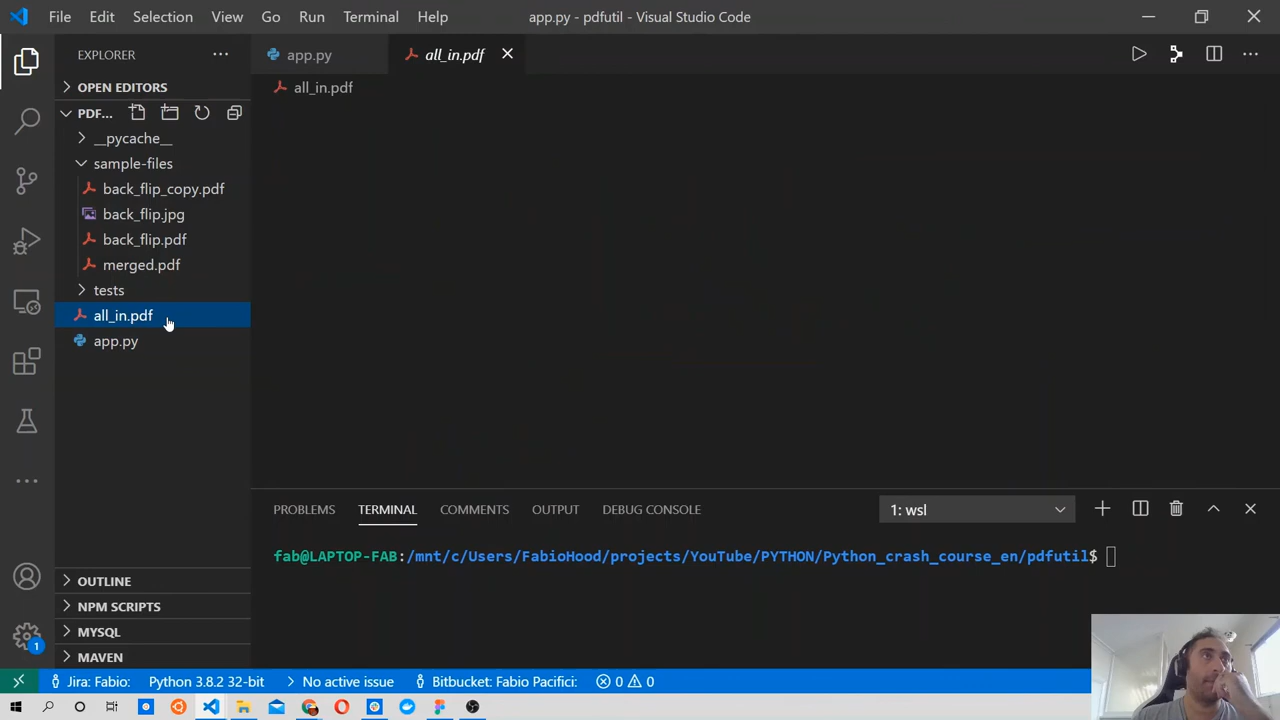 File Edit Selection View Go Run Terminal Help app.py - pdfutil - Visual Studio Code
EXPLORER
app.py
all_in.pdf
OPEN EDITORS
all_in.pdf
PDF...
__pycache__
sample-files
back_flip_copy.pdf
back_flip.jpg
back_flip.pdf
merged.pdf
tests
all_in.pdf
app.py
PROBLEMS TERMINAL COMMENTS OUTPUT DEBUG CONSOLE 1: wsl
fab@LAPTOP-FAB:/mnt/c/Users/FabioHood/projects/YouTube/PYTHON/Python_crash_course_en/pdfutil$
OUTLINE
NPM SCRIPTS
MYSQL
MAVEN
1
Jira: Fabio: Python 3.8.2 32-bit No active issue Bitbucket: Fabio Pacifici: 0 0